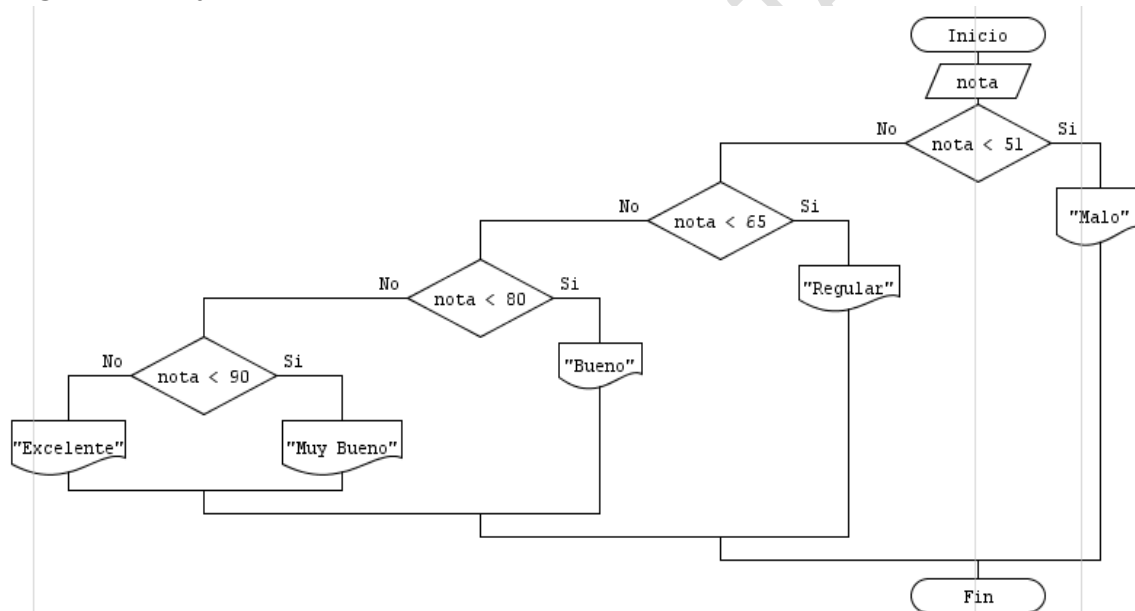 Inicio
nota
No
nota < 51
Si
No
nota < 65
Si
"Malo"
No
nota < 80
Si
"Regular"
No
nota < 90
Si
"Bueno"
"Excelente"
"Muy Bueno"
Fin